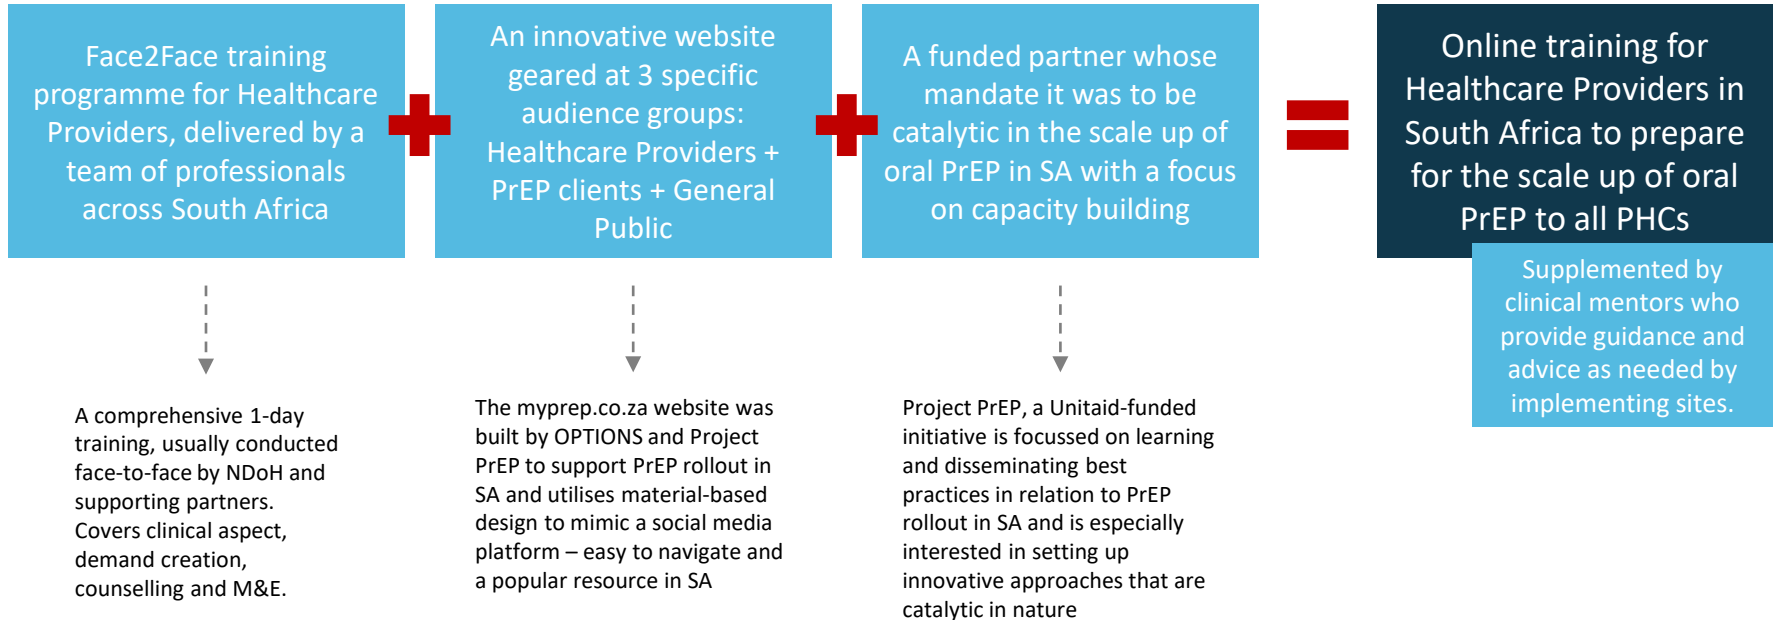 Face2Face training
programme for Healthcare
Providers, delivered by a
team of professionals
across South Africa
An innovative website
geared at 3 specific
audience groups:
Healthcare Providers +
PrEP clients + General
Public
A funded partner whose
mandate it was to be
catalytic in the scale up of
oral PrEP in SA with a focus
on capacity building
Online training for
Healthcare Providers in
South Africa to prepare
for the scale up of oral
PrEP to all PHCs
Supplemented by
clinical mentors who
provide guidance and
advice as needed by
implementing sites.
A comprehensive 1-day
training, usually conducted
face-to-face by NDoH and
supporting partners.
Covers clinical aspect,
demand creation,
counselling and M&E.
The myprep.co.za website was
built by OPTIONS and Project
PrEP to support PrEP rollout in
SA and utilises material-based
design to mimic a social media
platform – easy to navigate and
a popular resource in SA
Project PrEP, a Unitaid-funded
initiative is focussed on learning
and disseminating best
practices in relation to PrEP
rollout in SA and is especially
interested in setting up
innovative approaches that are
catalytic in nature